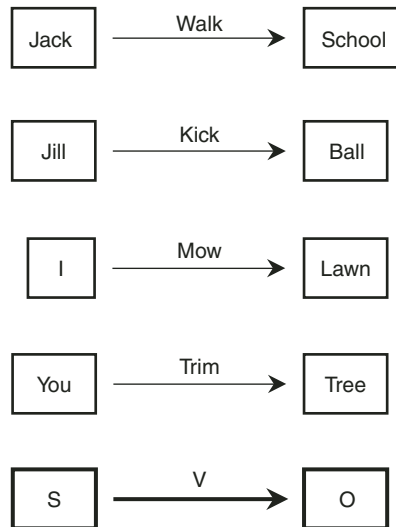 Walk
Jack School
Kick
Jill Ball
Mow
I Lawn
Trim
You Tree
V
S O